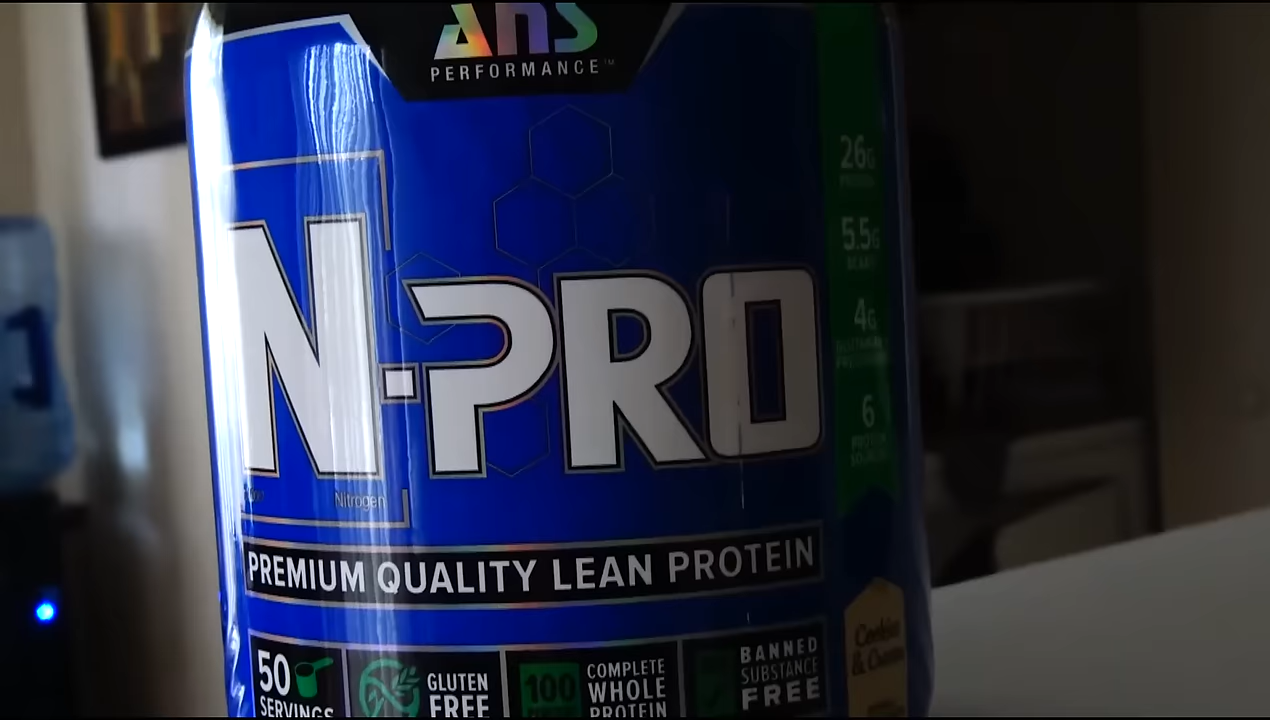 ANS
PERFORMANCE™
26G
5.5G
4G
6
N-PRO
Nitrogen
PREMIUM QUALITY LEAN PROTEIN
50
SERVINGS
GLUTEN
FREE
100
COMPLETE
WHOLE
PROTEIN
BANNED
SUBSTANCE
FREE
Cookies
& Cream